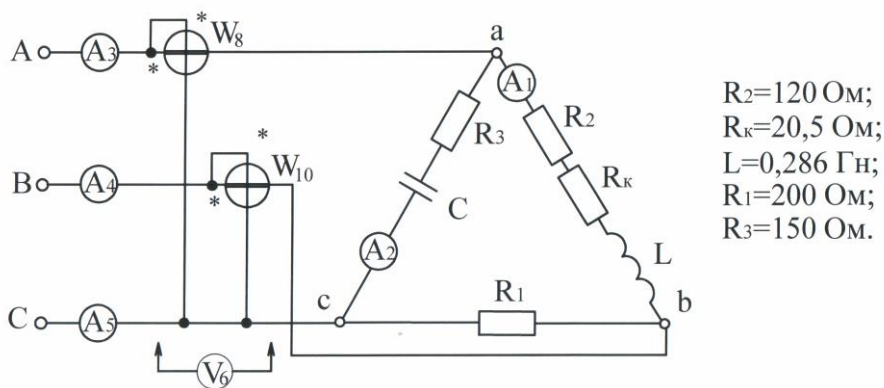 A
A3
*
*
W8
a
A1
R2
R3
Rк
B
A4
*
*
W10
C
A2
L
R1
C
A5
c
b
V6
R2=120 Ом;
Rк=20,5 Ом;
L=0,286 Гн;
R1=200 Ом;
R3=150 Ом.